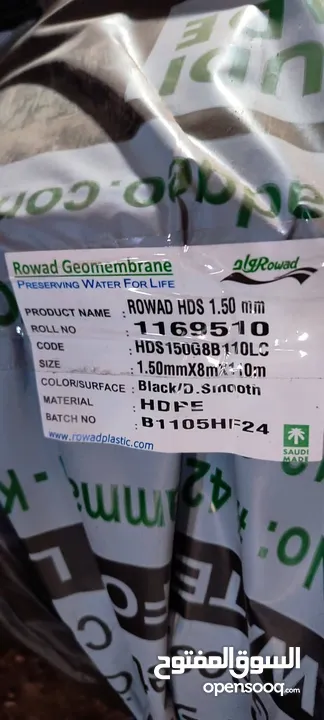 Rowad Geomembrane
PRESERVING WATER FOR LIFE
رواد Rowad
PRODUCT NAME : ROWAD HDS 1.50 mm
ROLL NO : 1169510
CODE : HDS150G8B110LC
SIZE : 1.50mmX8mX110m
COLOR/SURFACE : Black/D.Smooth
MATERIAL : HDPE
BATCH NO : B1105HF24
www.rowadplastic.com
SAUDI
MADE
السوق المفتوح
opensooq.com